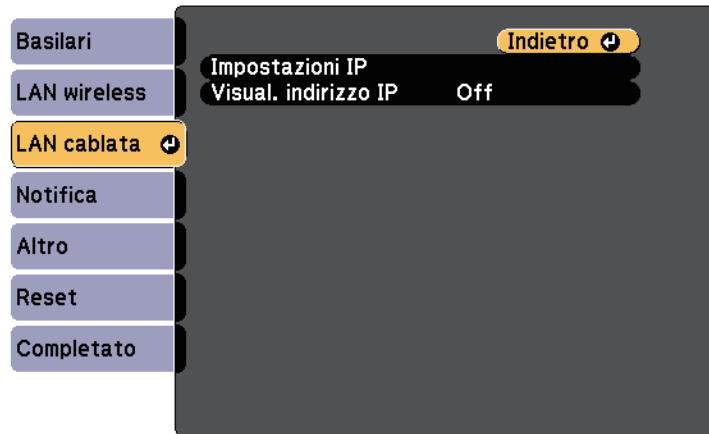 Basilari
LAN wireless
LAN cablata
Notifica
Altro
Reset
Completato
Indietro
Impostazioni IP
Visual. indirizzo IP Off